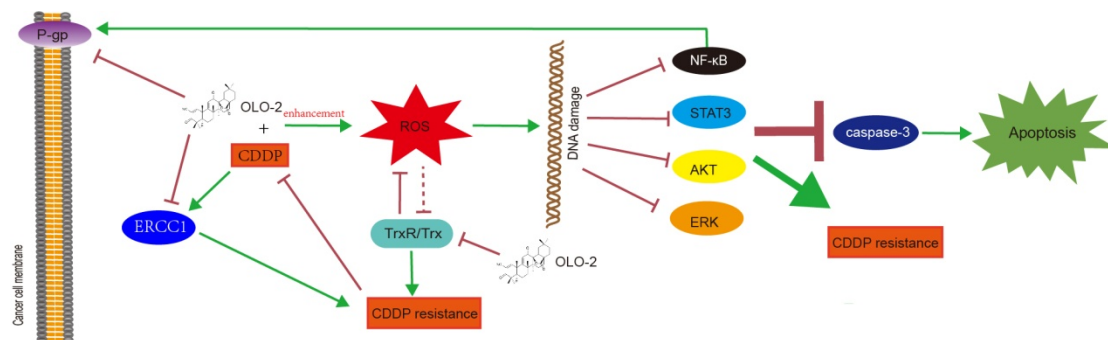 P-gp
Cancer cell membrane
OLO-2
+
CDDP
enhancement
ERCC1
ROS
TrxR/Trx
OLO-2
CDDP resistance
DNA damage
NF-κB
STAT3
AKT
ERK
caspase-3
Apoptosis
CDDP resistance